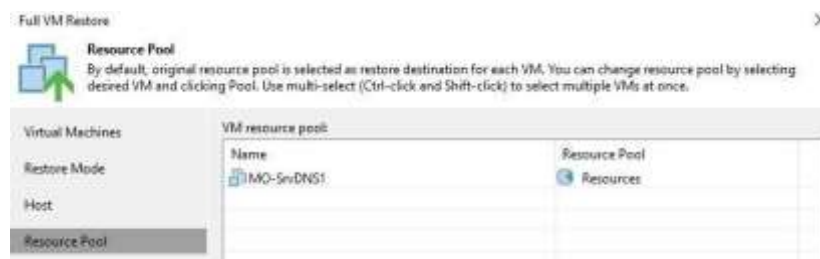 Full VM Restore
Resource Pool
By default, original resource pool is selected as restore destination for each VM. You can change resource pool by selecting
desired VM and clicking Pool. Use multi-select (Ctrl-click and Shift-click) to select multiple VMs at once.
Virtual Machines
VM resource pool:
Name
Resource Pool
Restore Mode
MO-SrvDNS1
Resources
Host
Resource Pool